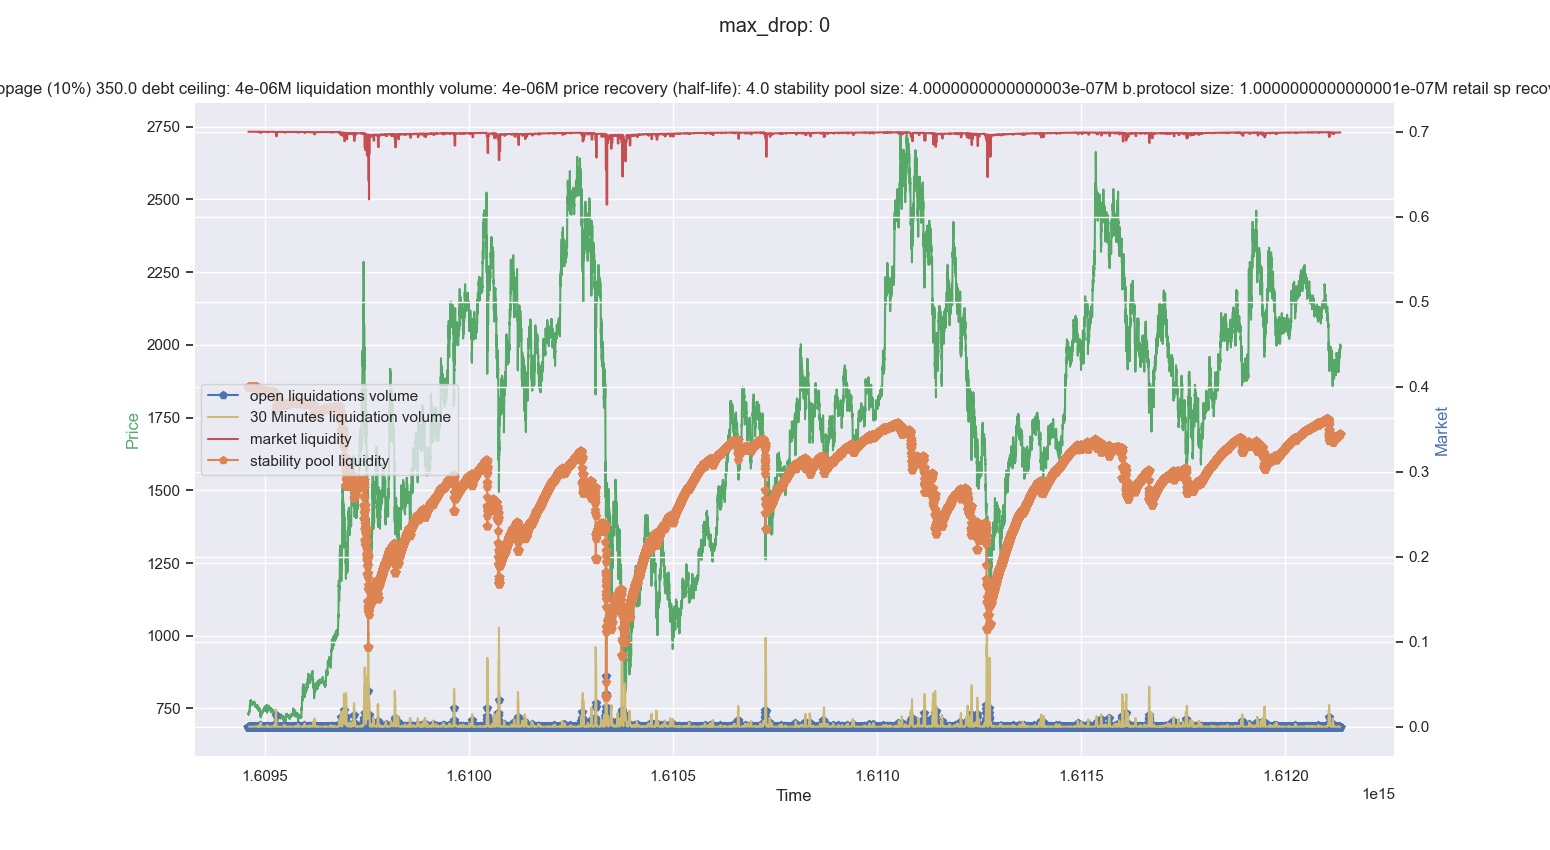 max_drop: 0
(10%) 350.0 debt ceiling: 4e-06M liquidation monthly volume: 4e-06M price recovery (half-life): 4.0 stability pool size: 4.0000000000000003e-07M b.protocol size: 1.0000000000000001e-07M retail sp
2750
2500
2250
2000
1750
1500
1250
1000
750
Price
open liquidations volume
30 Minutes liquidation volume
market liquidity
stability pool liquidity
0.7
0.6
0.5
0.4
0.3
0.2
0.1
0.0
Market
1.6095
1.6100
1.6105
1.6110
1.6115
1.6120
1e15
Time